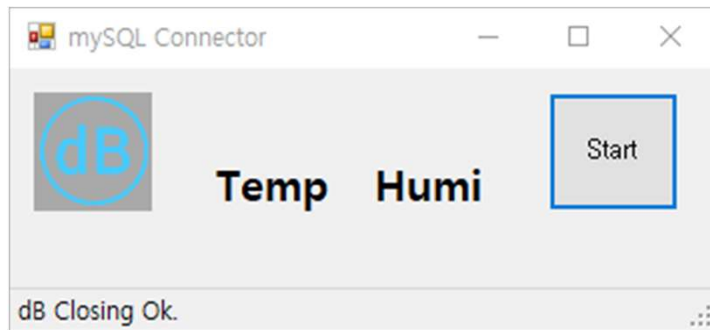 mySQL Connector
dB
Temp Humi
Start
dB Closing Ok.